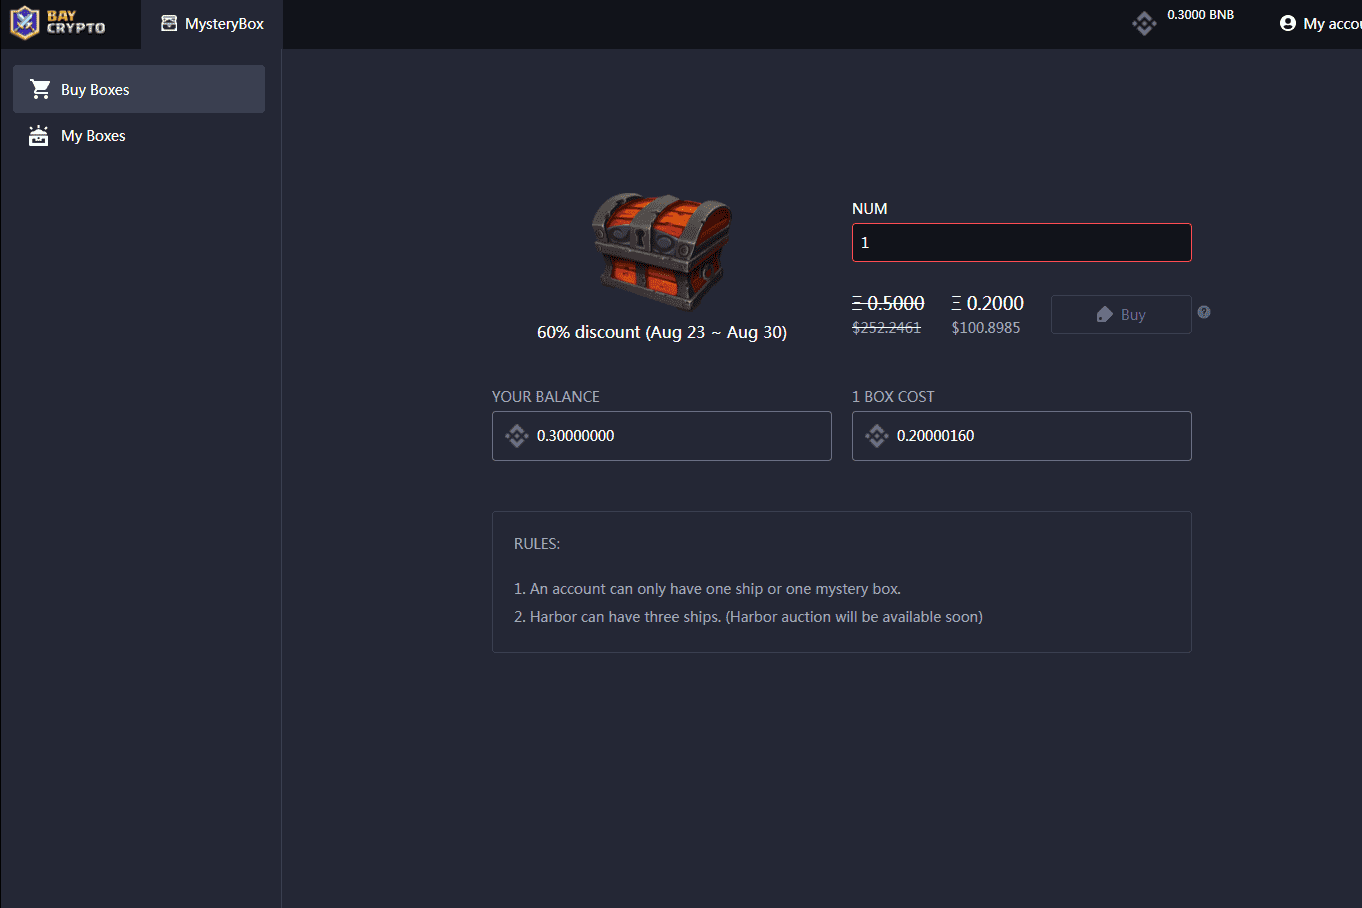 BAY
CRYPTO
MysteryBox
0.3000 BNB
My accou
Buy Boxes
My Boxes
NUM
1
Ξ 0.5000
Ξ 0.2000
$252.2461
$100.8985
Buy
?
60% discount (Aug 23 ~ Aug 30)
YOUR BALANCE
1 BOX COST
0.30000000
0.20000160
RULES:
1. An account can only have one ship or one mystery box.
2. Harbor can have three ships. (Harbor auction will be available soon)